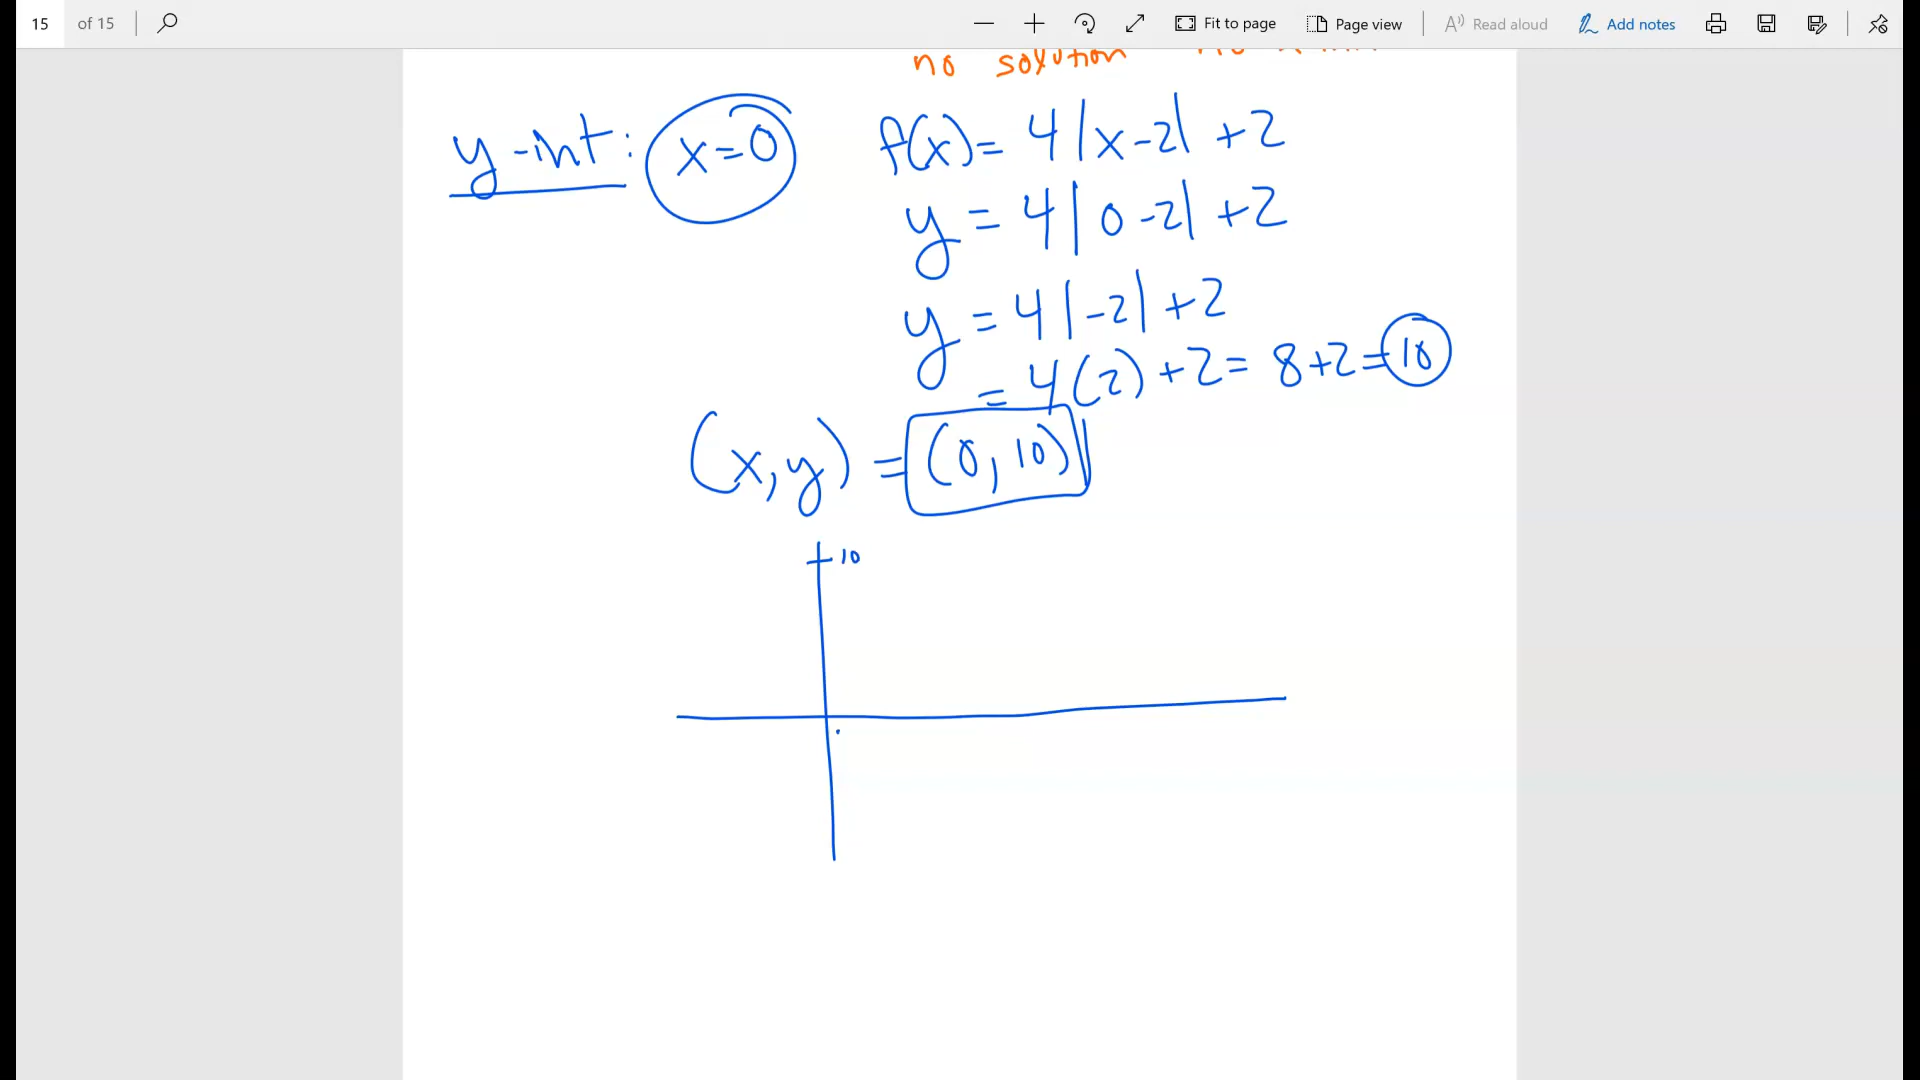 15 of 15 Fit to page Page view Read aloud Add notes
no solution
y-int: x=0 f(x)= 4|x-2| +2
y = 4|0-2| +2
y = 4|-2| +2
= 4(2) +2= 8+2=10
(x,y) = (0,10)
10